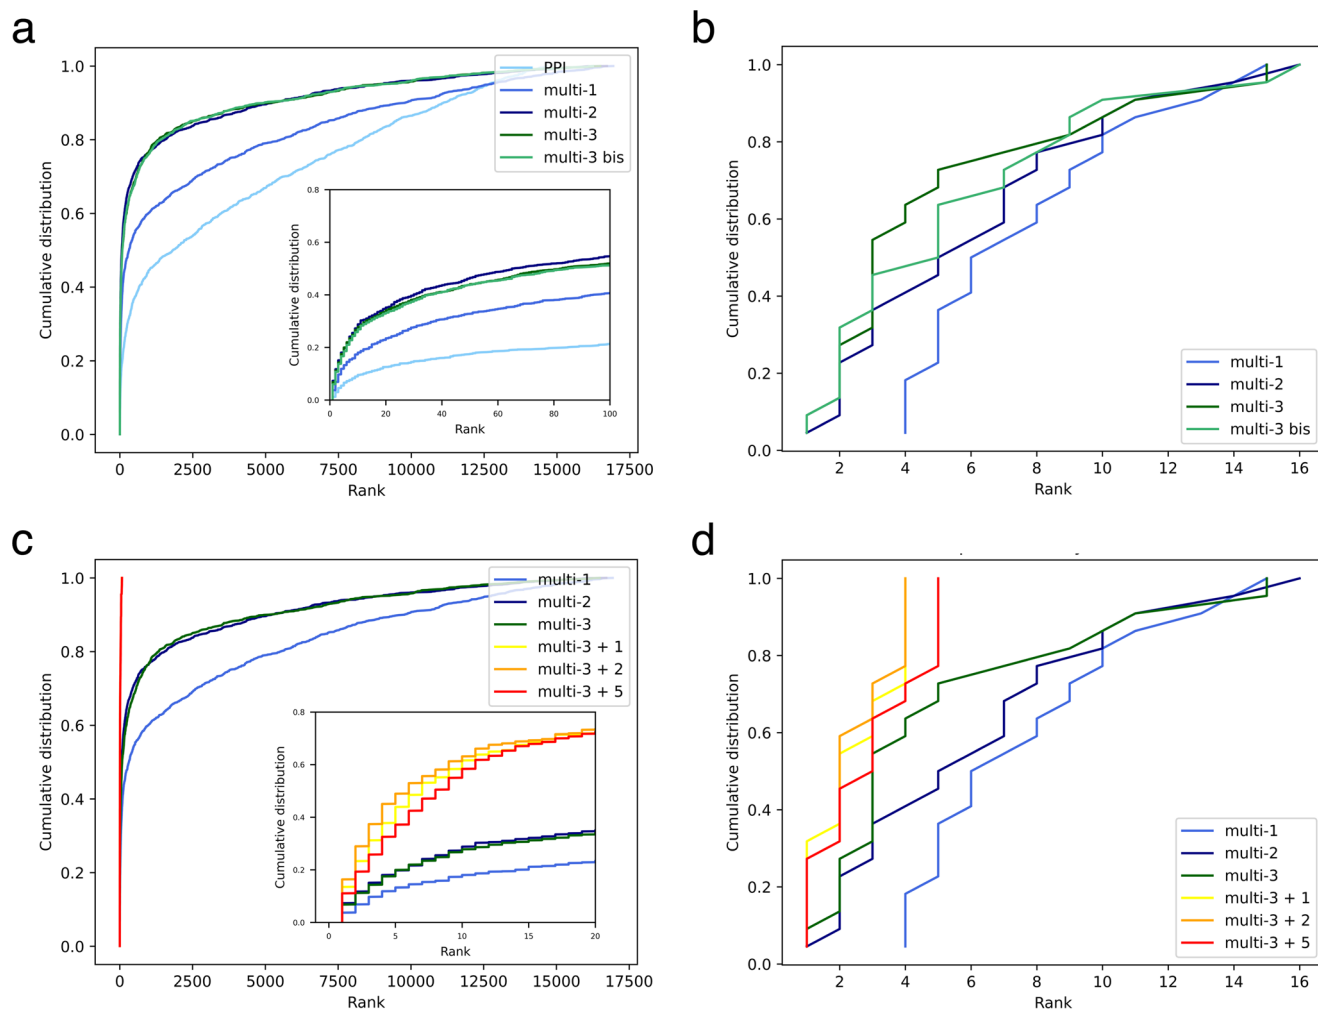 a
1.0
0.8
0.6
0.4
0.2
0.0
Cumulative distribution
0
2500
5000
7500
10000
12500
15000
17500
Rank
PPI
multi-1
multi-2
multi-3
multi-3 bis
0.8
0.6
0.4
0.2
0.0
Cumulative distribution
0
20
40
60
80
100
Rank
b
1.0
0.8
0.6
0.4
0.2
0.0
Cumulative distribution
2
4
6
8
10
12
14
16
Rank
multi-1
multi-2
multi-3
multi-3 bis
c
1.0
0.8
0.6
0.4
0.2
0.0
Cumulative distribution
0
2500
5000
7500
10000
12500
15000
17500
Rank
multi-1
multi-2
multi-3
multi-3 + 1
multi-3 + 2
multi-3 + 5
0.8
0.6
0.4
0.2
0.0
Cumulative distribution
0
5
10
15
20
Rank
d
1.0
0.8
0.6
0.4
0.2
0.0
Cumulative distribution
2
4
6
8
10
12
14
16
Rank
multi-1
multi-2
multi-3
multi-3 + 1
multi-3 + 2
multi-3 + 5